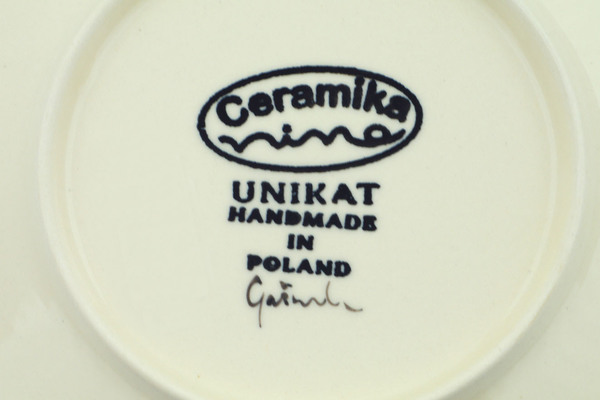 Ceramika
nina
UNIKAT
HANDMADE
IN
POLAND